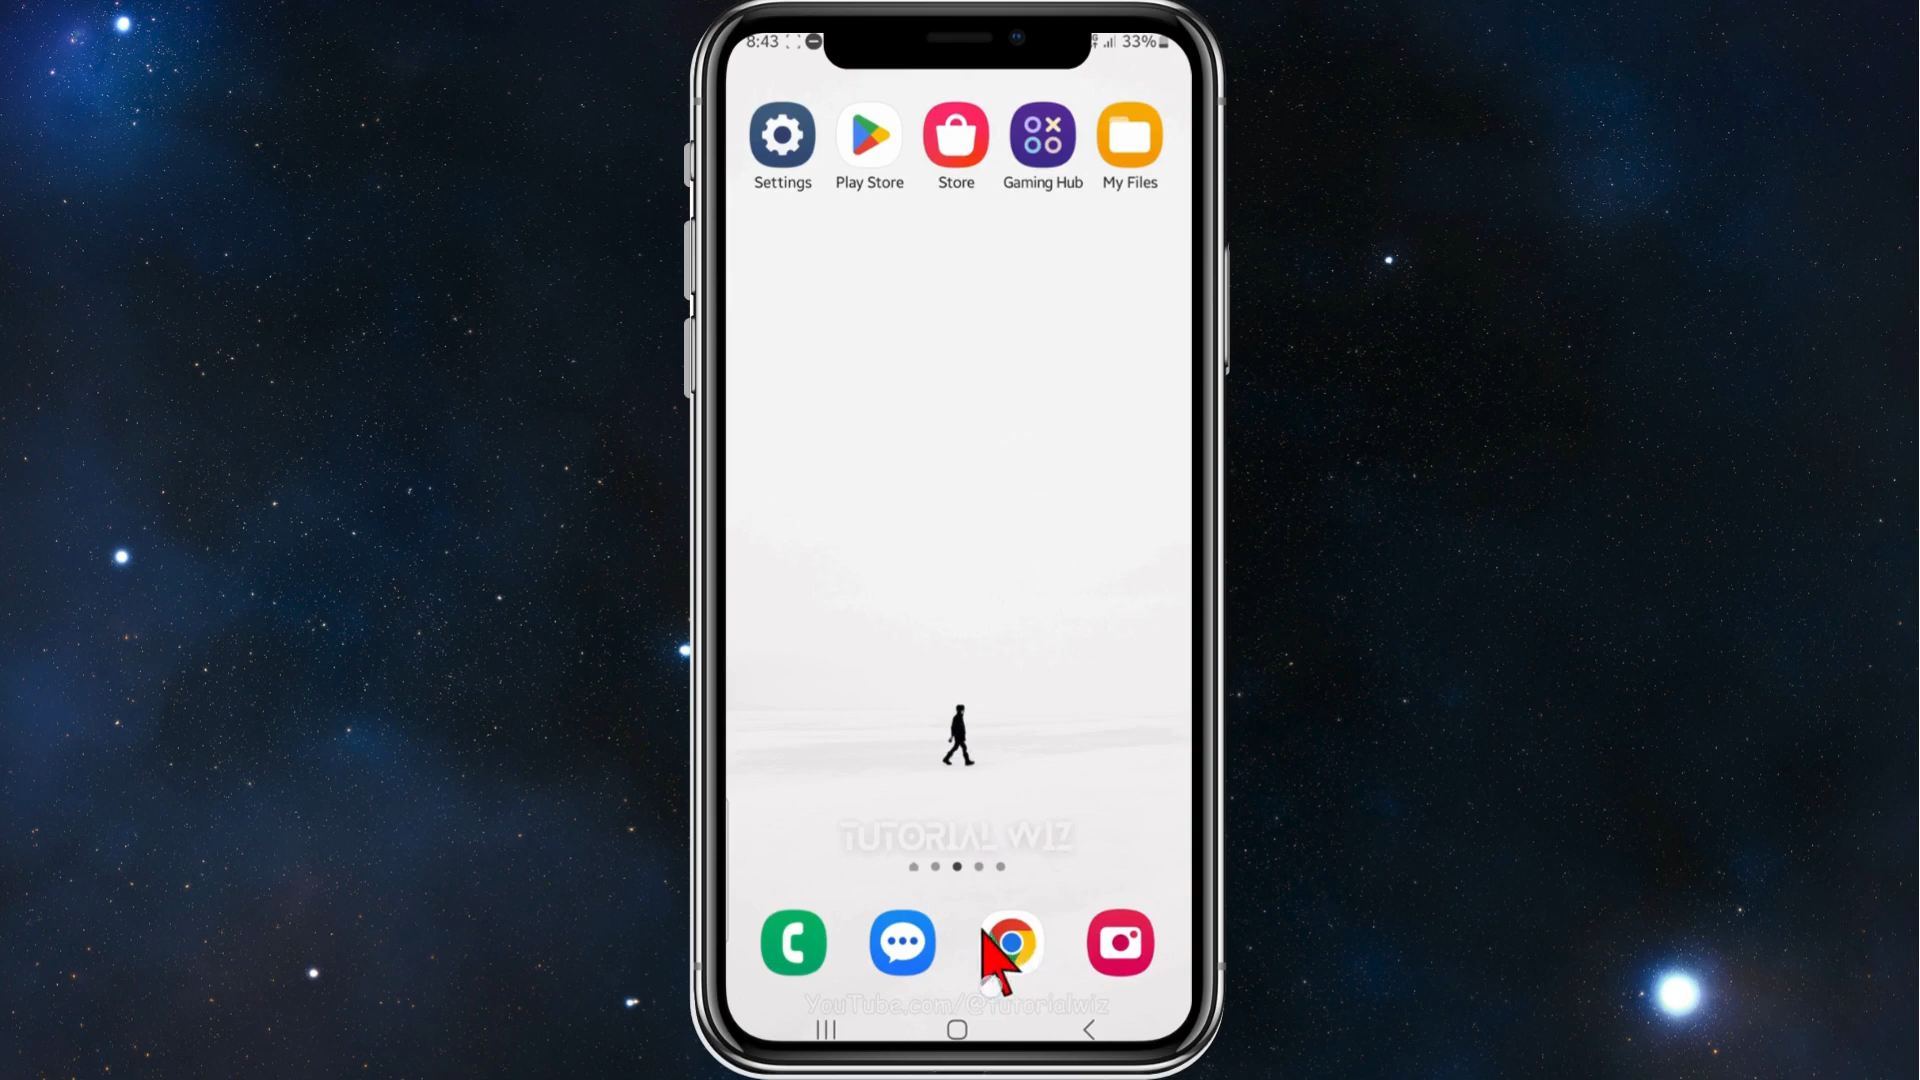 8:43 33%
Settings Play Store Store Gaming Hub My Files
TUTORIAL WIZ
YouTube.com/@Tutorialwiz